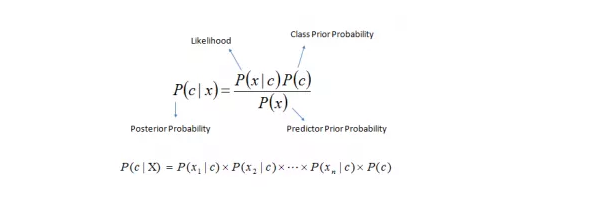 Likelihood
Class Prior Probability
P(c|x) = P(x|c)P(c) / P(x)
Posterior Probability
Predictor Prior Probability
P(c|X) = P(x₁|c)×P(x₂|c)×⋯×P(xₙ|c)×P(c)